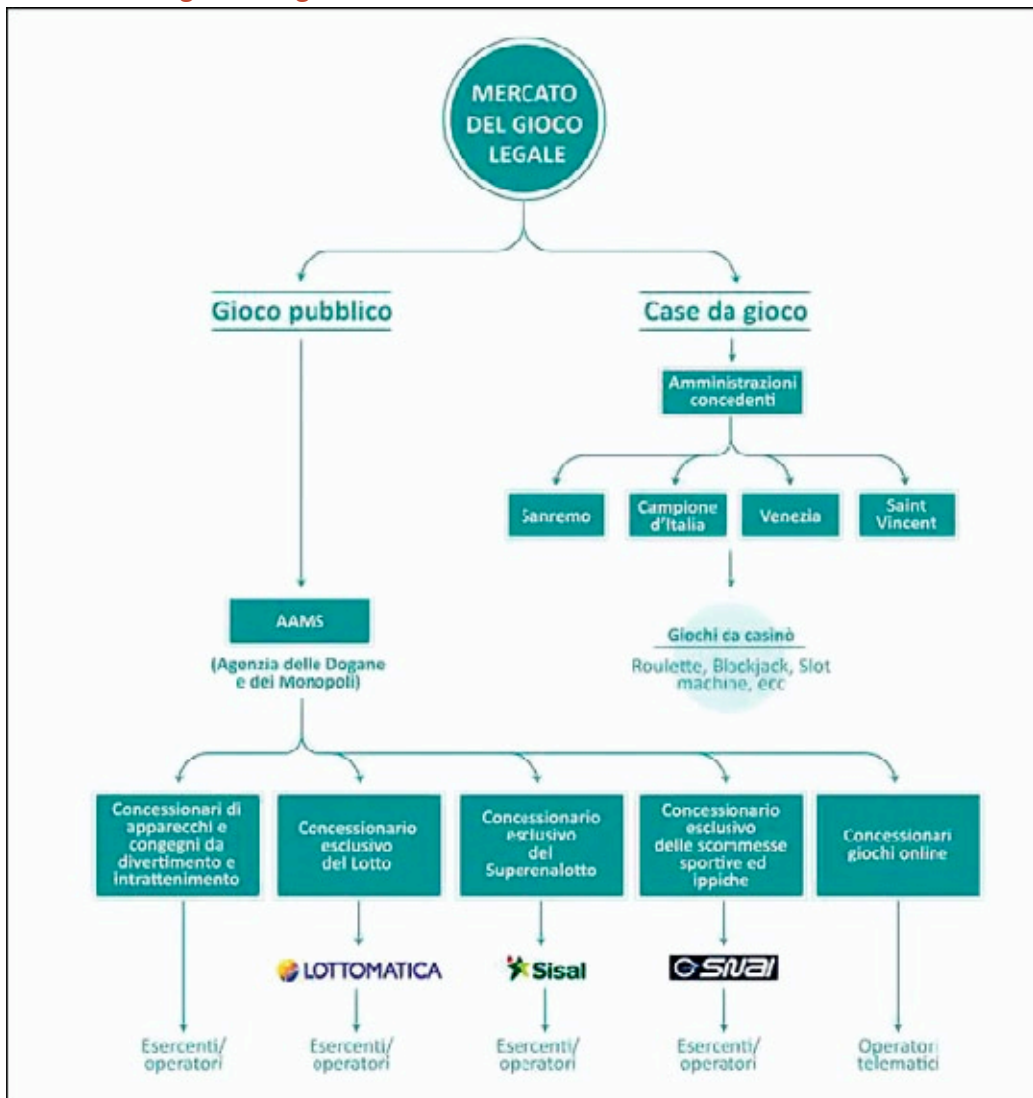 MERCATO
DEL GIOCO
LEGALE
Gioco pubblico
Case da gioco
Amministrazioni
concedenti
Sanremo
Campione
d'Italia
Venezia
Saint
Vincent
AAMS
(Agenzia delle Dogane
e dei Monopoli)
Giochi da casinò
Roulette, Blackjack, Slot
machine, ecc
Concessionari di
apparecchi e
congegni da
divertimento e
intrattenimento
Concessionario
esclusivo
del Lotto
Concessionario
esclusivo
del
Superenalotto
Concessionario
esclusivo
delle scommesse
sportive ed
ippiche
Concessionari
giochi online
LOTTOMATICA
Sisal
SNAI
Esercenti/
operatori
Esercenti/
operatori
Esercenti/
operatori
Esercenti/
operatori
Operatori
telematici